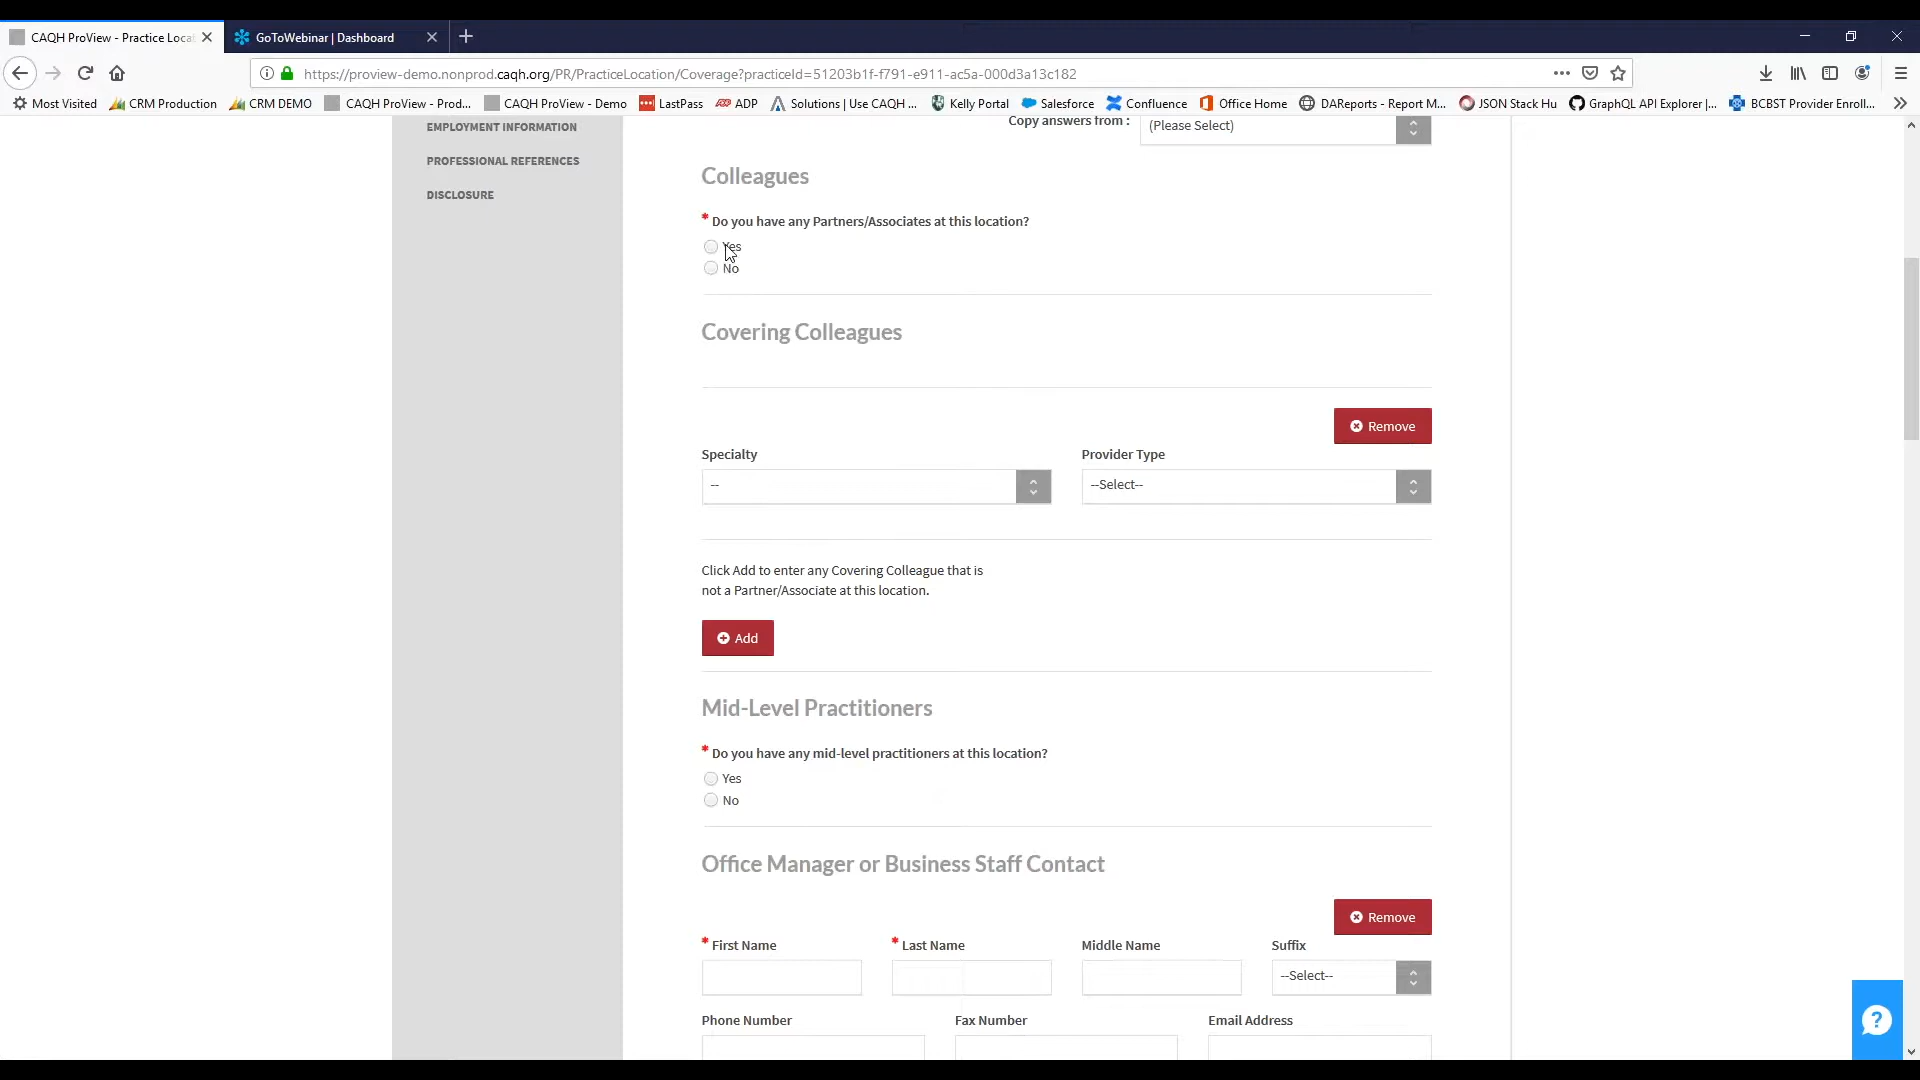 CAQH ProView - Practice Locat
GoToWebinar | Dashboard
https://proview-demo.nonprod.caqh.org/PR/PracticeLocation/Coverage?practiceId=51203b1f-f791-e911-ac5a-000d3a13c182
Most Visited
CRM Production
CRM DEMO
CAQH ProView - Prod...
CAQH ProView - Demo
LastPass
ADP
Solutions | Use CAQH ...
Kelly Portal
Salesforce
Confluence
Office Home
DAReports - Report M...
JSON Stack Hu
GraphQL API Explorer |...
BCBST Provider Enroll...
EMPLOYMENT INFORMATION
PROFESSIONAL REFERENCES
DISCLOSURE
Copy answers from :
(Please Select)
Colleagues
* Do you have any Partners/Associates at this location?
Yes
No
Covering Colleagues
Remove
Specialty
Provider Type
--
--Select--
Click Add to enter any Covering Colleague that is
not a Partner/Associate at this location.
Add
Mid-Level Practitioners
* Do you have any mid-level practitioners at this location?
Yes
No
Office Manager or Business Staff Contact
Remove
* First Name
* Last Name
Middle Name
Suffix
--Select--
Phone Number
Fax Number
Email Address